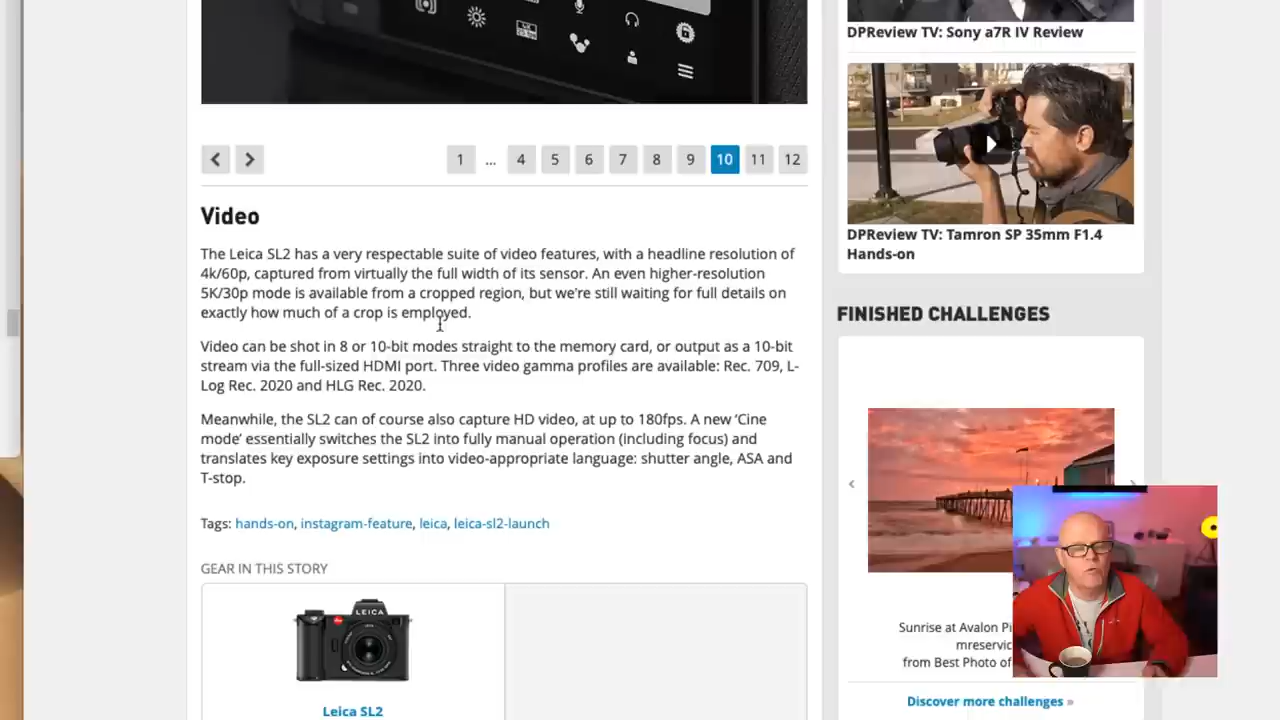 DPReview TV: Sony a7R IV Review
1 ... 4 5 6 7 8 9 10 11 12
Video
The Leica SL2 has a very respectable suite of video features, with a headline resolution of
4k/60p, captured from virtually the full width of its sensor. An even higher-resolution
5K/30p mode is available from a cropped region, but we're still waiting for full details on
exactly how much of a crop is employed.
Video can be shot in 8 or 10-bit modes straight to the memory card, or output as a 10-bit
stream via the full-sized HDMI port. Three video gamma profiles are available: Rec. 709, L-
Log Rec. 2020 and HLG Rec. 2020.
Meanwhile, the SL2 can of course also capture HD video, at up to 180fps. A new 'Cine
mode' essentially switches the SL2 into fully manual operation (including focus) and
translates key exposure settings into video-appropriate language: shutter angle, ASA and
T-stop.
Tags: hands-on, instagram-feature, leica, leica-sl2-launch
GEAR IN THIS STORY
LEICA
Leica SL2
DPReview TV: Tamron SP 35mm F1.4
Hands-on
FINISHED CHALLENGES
Sunrise at Avalon Pi
mreservic
from Best Photo of
Discover more challenges »